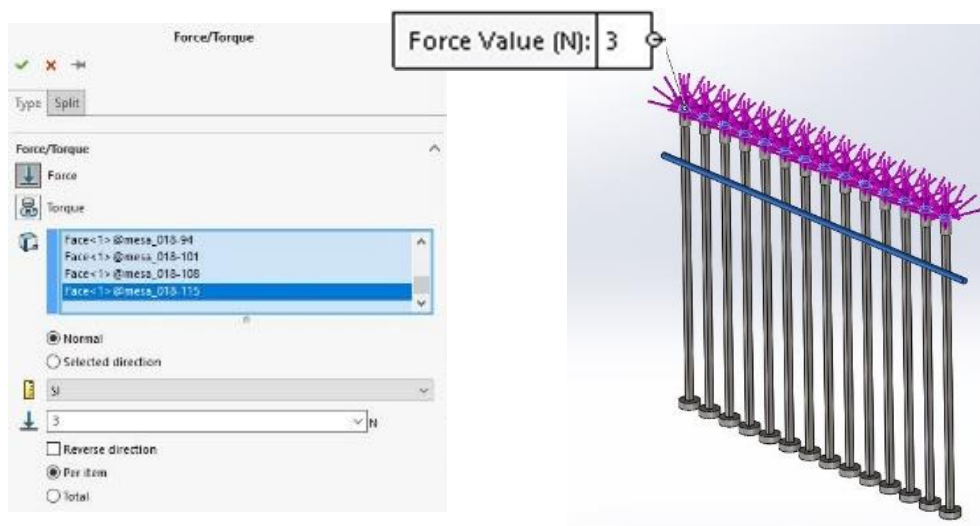 Force/Torque
Type Split
Force/Torque
Force
Torque
Face<1> @mesa_018-94
Face<1> @mesa_018-101
Face<1> @mesa_018-108
Face<1> @mesa_018-115
Normal
Selected direction
SI
3 N
Reverse direction
Per item
Total
Force Value (N): 3